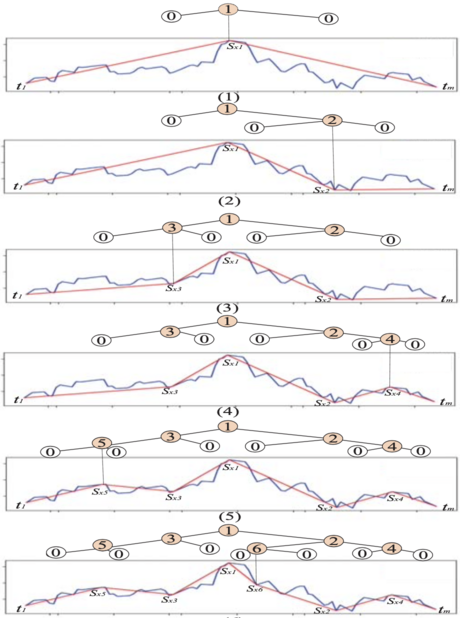 0 1 0
Sx1
t1 tm
(1)
1
0 0 2 0
Sx1
t1 Sx2 tm
(2)
1
0 3 0 0 2 0
Sx1
t1 Sx3 Sx2 tm
(3)
1
0 3 0 0 2 4
0 0
Sx1
t1 Sx3 Sx2 Sx4 tm
(4)
1
3 2
0 5 0 0 0 0 4 0
Sx1
t1 Sx5 Sx3 Sx2 Sx4 tm
(5)
1
3 2
0 5 0 0 0 6 0 0 4 0
Sx1
t1 Sx5 Sx3 Sx6 Sx2 Sx4 tm